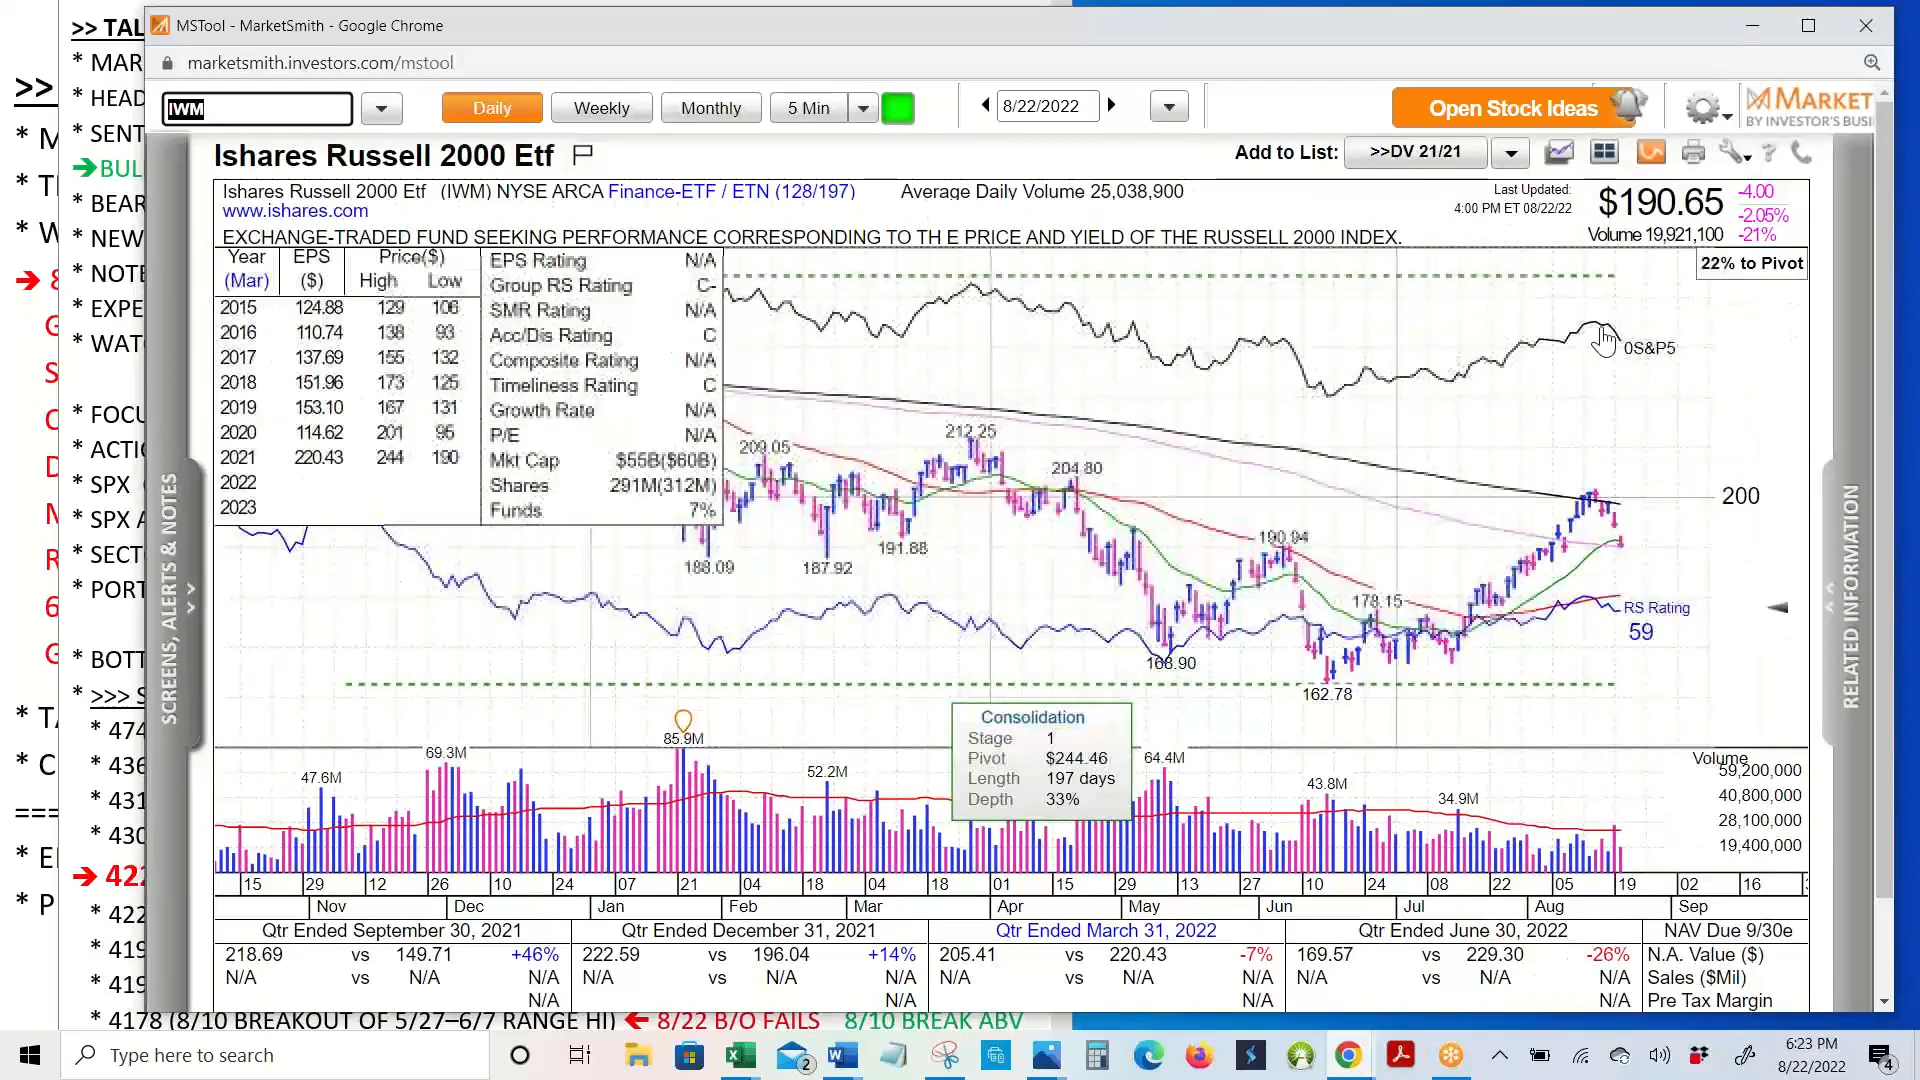 >> TAL
MSTool - MarketSmith - Google Chrome
marketsmith.investors.com/mstool
IWM
Daily
Weekly
Monthly
5 Min
8/22/2022
Open Stock Ideas
MARKET
BY INVESTOR'S BUSI
Ishares Russell 2000 Etf
Add to List:
>>DV 21/21
Ishares Russell 2000 Etf (IWM) NYSE ARCA Finance-ETF / ETN (128/197) Average Daily Volume 25,038,900
www.ishares.com
Last Updated:
4:00 PM ET 08/22/22
$190.65
-4.00
-2.05%
Volume 19,921,100 -21%
EXCHANGE-TRADED FUND SEEKING PERFORMANCE CORRESPONDING TO TH E PRICE AND YIELD OF THE RUSSELL 2000 INDEX.
22% to Pivot
Year EPS Price($)
(Mar) ($) High Low
2015 124.88 129 106
2016 110.74 138 93
2017 137.69 155 132
2018 151.96 173 125
2019 153.10 167 131
2020 114.62 201 95
2021 220.43 244 190
2022
2023
EPS Rating N/A
Group RS Rating C-
SMR Rating N/A
Acc/Dis Rating C
Composite Rating N/A
Timeliness Rating C
Growth Rate N/A
P/E N/A
Mkt Cap $55B($60B)
Shares 291M(312M)
Funds 7%
0S&P5
212.25
209.05
204.80
200
190.94
191.88
188.09
187.92
178.15
RS Rating
59
168.90
162.78
Consolidation
Stage 1
Pivot $244.46
Length 197 days
Depth 33%
47.6M
69.3M
85.9M
52.2M
64.4M
43.8M
34.9M
Volume
59,200,000
40,800,000
28,100,000
19,400,000
15 29 12 26 10 24 07 21 04 18 04 18 01 15 29 13 27 10 24 08 22 05 19 02 16
Nov Dec Jan Feb Mar Apr May Jun Jul Aug Sep
Qtr Ended September 30, 2021 Qtr Ended December 31, 2021 Qtr Ended March 31, 2022 Qtr Ended June 30, 2022 NAV Due 9/30e
218.69 vs 149.71 +46% 222.59 vs 196.04 +14% 205.41 vs 220.43 -7% 169.57 vs 229.30 -26% N.A. Value ($)
N/A vs N/A N/A N/A vs N/A N/A N/A vs N/A N/A N/A vs N/A N/A Sales ($Mil)
N/A N/A N/A N/A Pre Tax Margin
SCREENS, ALERTS & NOTES
RELATED INFORMATION
>>
* M
* TI
* W
➔ 8
* T
* C
===
* E
* P
* MAR
* HEAD
* SENT
➔BUL
* BEAR
* NEW
* NOTE
* EXPE
* WAT
* FOCU
* ACTI
* SPX
* SPX A
* SECT
* PORT
* BOTT
* >>> S
* 474
* 436
* 431
* 430
➔ 422
* 422
* 419
* 419
* 4178 (8/10 BREAKOUT OF 5/27–6/7 RANGE HI) ← 8/22 B/O FAILS 8/10 BREAK ABV
Type here to search
2
6:23 PM
8/22/2022
4